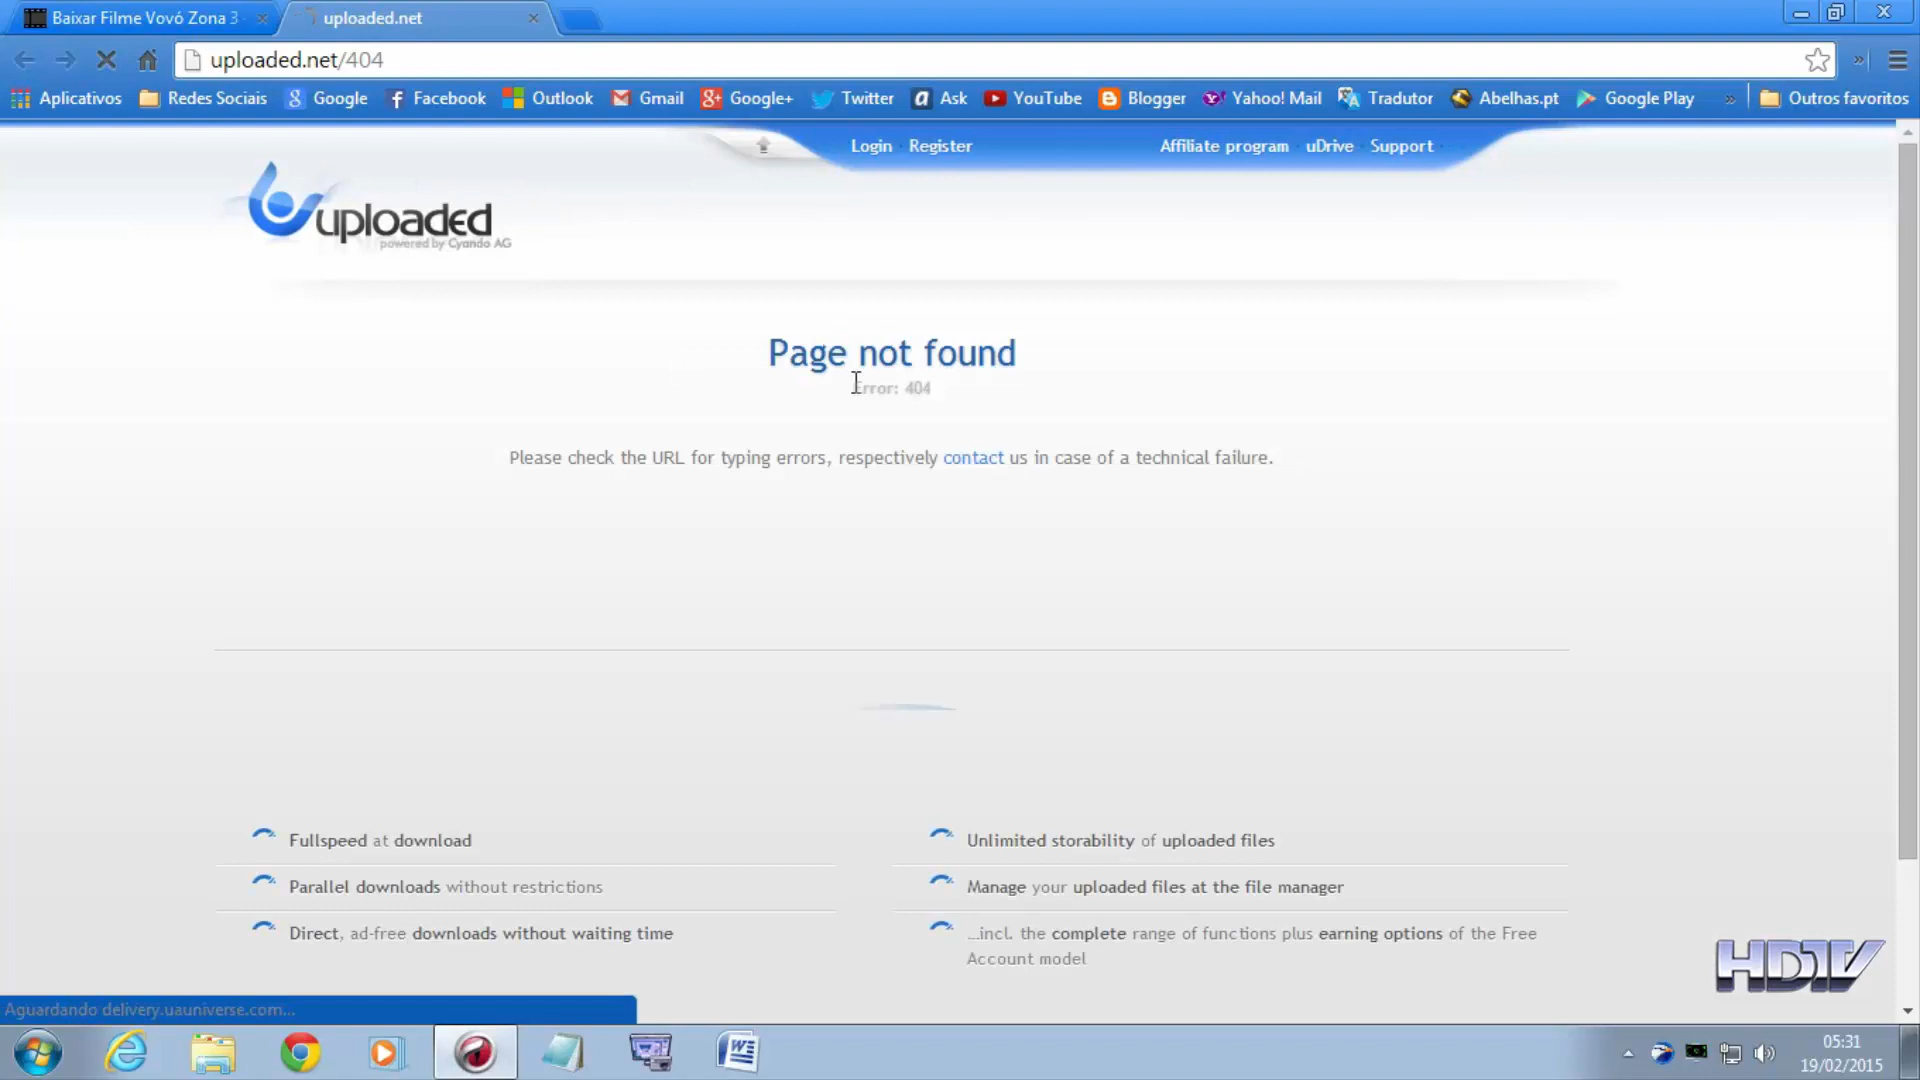 Baixar Filme Vovó Zona 3
uploaded.net
uploaded.net/404
Aplicativos Redes Sociais Google Facebook Outlook Gmail Google+ Twitter Ask YouTube Blogger Yahoo! Mail Tradutor Abelhas.pt Google Play » Outros favoritos
Login Register Affiliate program uDrive Support
uploaded
powered by Cyando AG
Page not found
Error: 404
Please check the URL for typing errors, respectively contact us in case of a technical failure.
Fullspeed at download
Unlimited storability of uploaded files
Parallel downloads without restrictions
Manage your uploaded files at the file manager
Direct, ad-free downloads without waiting time
...incl. the complete range of functions plus earning options of the Free
Account model
HDTV
Aguardando delivery.uauniverse.com...
05:31
19/02/2015